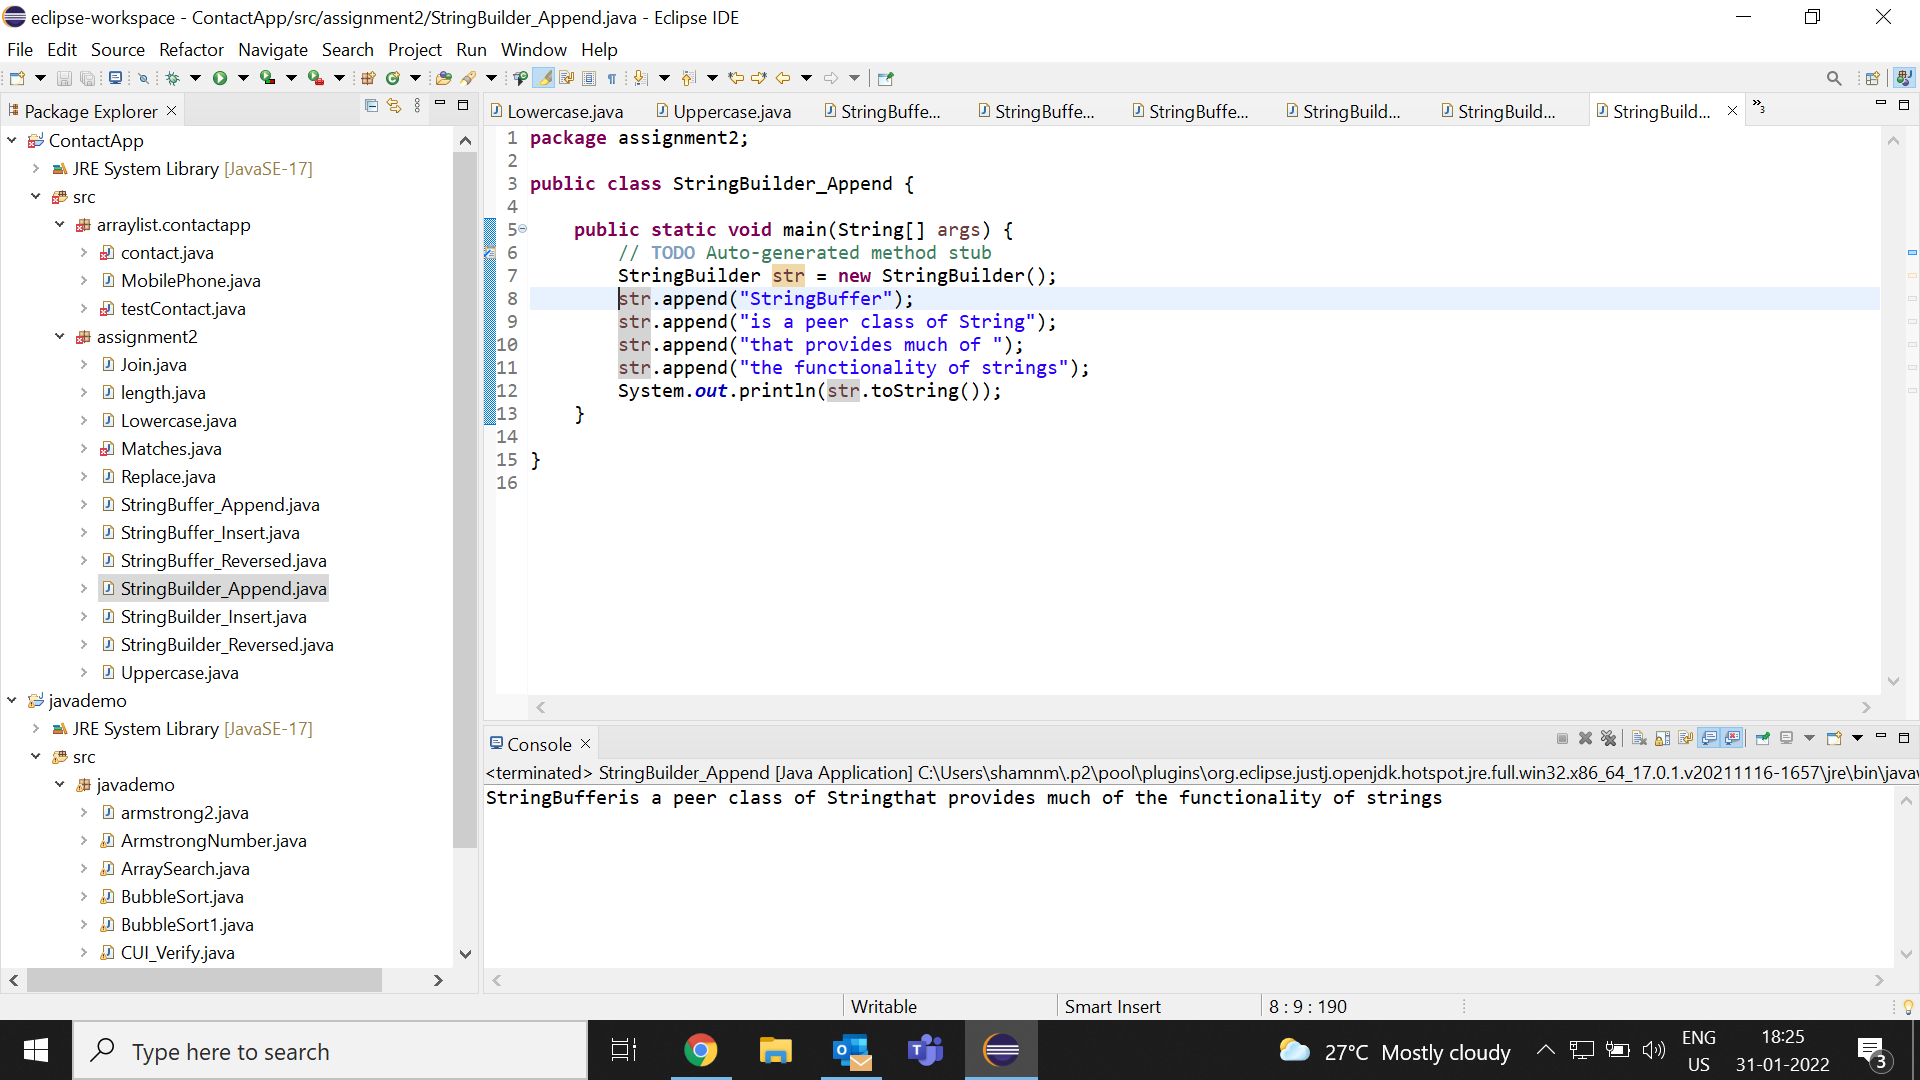 eclipse-workspace - ContactApp/src/assignment2/StringBuilder_Append.java - Eclipse IDE
File Edit Source Refactor Navigate Search Project Run Window Help
Package Explorer
ContactApp
JRE System Library [JavaSE-17]
src
arraylist.contactapp
contact.java
MobilePhone.java
testContact.java
assignment2
Join.java
length.java
Lowercase.java
Matches.java
Replace.java
StringBuffer_Append.java
StringBuffer_Insert.java
StringBuffer_Reversed.java
StringBuilder_Append.java
StringBuilder_Insert.java
StringBuilder_Reversed.java
Uppercase.java
javademo
JRE System Library [JavaSE-17]
src
javademo
armstrong2.java
ArmstrongNumber.java
ArraySearch.java
BubbleSort.java
BubbleSort1.java
CUI_Verify.java
Lowercase.java Uppercase.java StringBuffe... StringBuffe... StringBuffe... StringBuild... StringBuild... StringBuild... »3
1 package assignment2;
2
3 public class StringBuilder_Append {
4
5 public static void main(String[] args) {
6 // TODO Auto-generated method stub
7 StringBuilder str = new StringBuilder();
8 str.append("StringBuffer");
9 str.append("is a peer class of String");
10 str.append("that provides much of ");
11 str.append("the functionality of strings");
12 System.out.println(str.toString());
13 }
14
15 }
16
Console
<terminated> StringBuilder_Append [Java Application] C:\Users\shamnm\.p2\pool\plugins\org.eclipse.justj.openjdk.hotspot.jre.full.win32.x86_64_17.0.1.v20211116-1657\jre\bin\java
StringBufferis a peer class of Stringthat provides much of the functionality of strings
Writable Smart Insert 8 : 9 : 190
Type here to search
27°C Mostly cloudy
ENG
US
18:25
31-01-2022
3